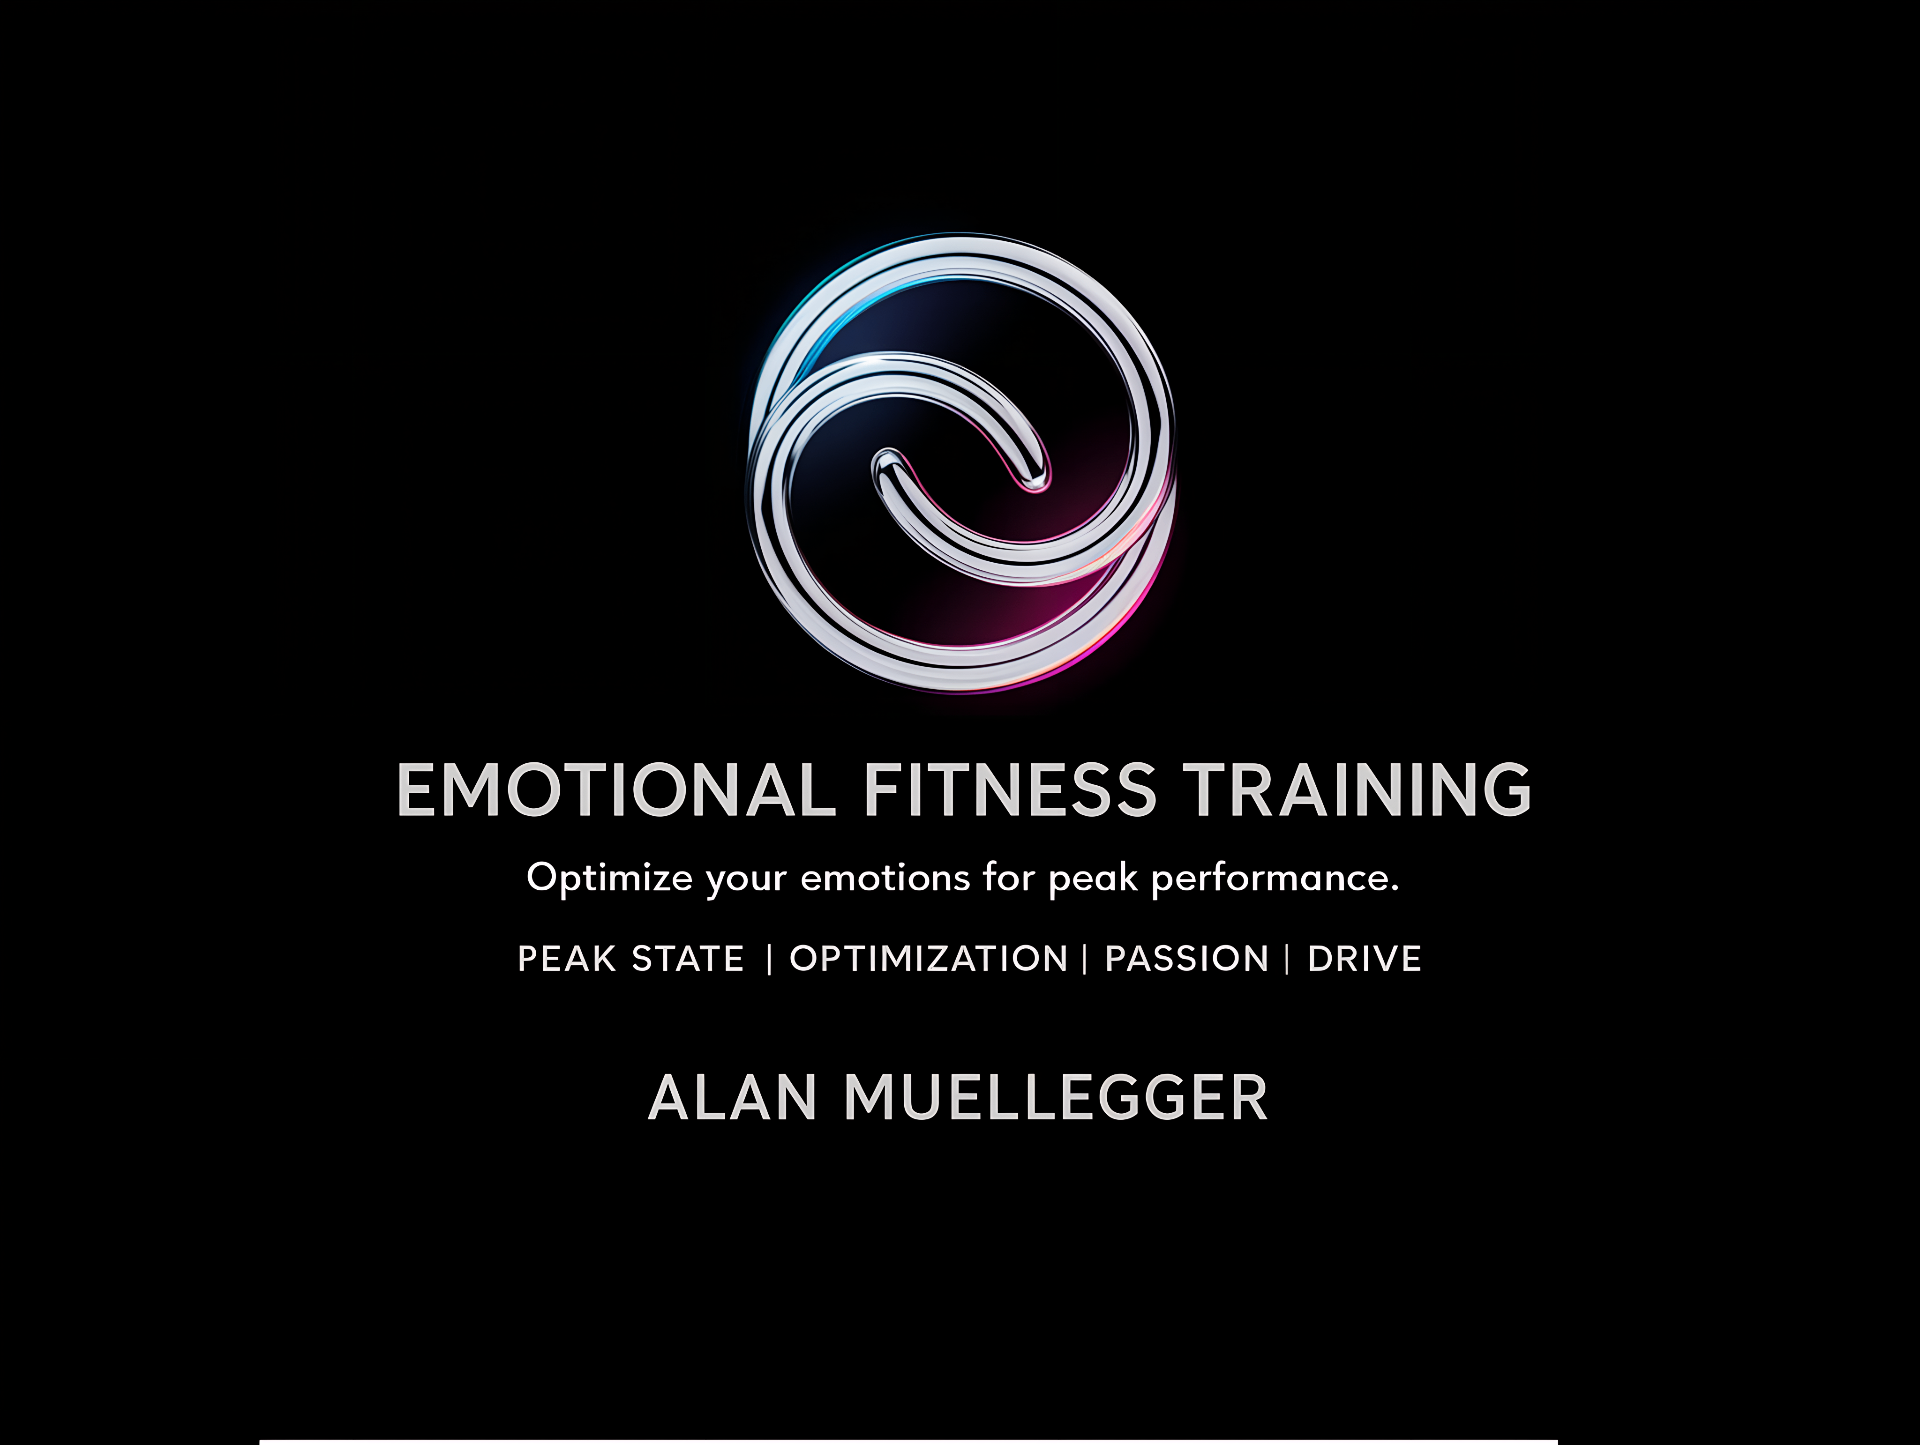 EMOTIONAL FITNESS TRAINING
Optimize your emotions for peak performance.
PEAK STATE | OPTIMIZATION | PASSION | DRIVE
ALAN MUELLEGGER